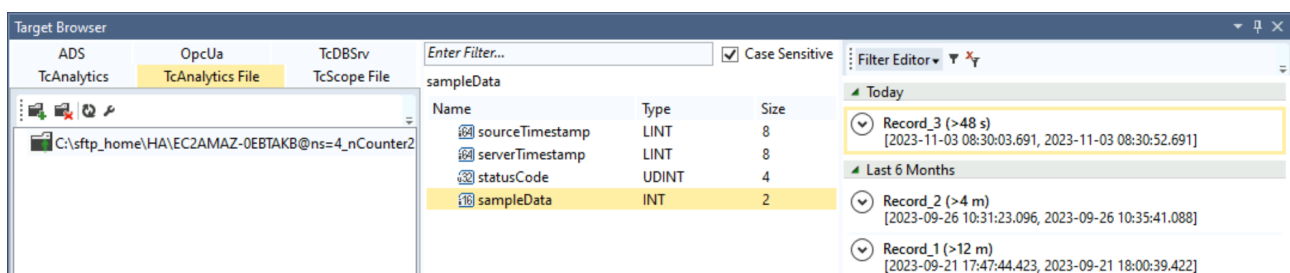 Target Browser
ADS OpcUa TcDBSrv
TcAnalytics TcAnalytics File TcScope File
C:\sftp_home\HA\EC2AMAZ-0EBTAKB@ns=4_nCounter2
Enter Filter... Case Sensitive
sampleData
Name Type Size
i64 sourceTimestamp LINT 8
i64 serverTimestamp LINT 8
u32 statusCode UDINT 4
i16 sampleData INT 2
Filter Editor
Today
Record_3 (>48 s)
[2023-11-03 08:30:03.691, 2023-11-03 08:30:52.691]
Last 6 Months
Record_2 (>4 m)
[2023-09-26 10:31:23.096, 2023-09-26 10:35:41.088]
Record_1 (>12 m)
[2023-09-21 17:47:44.423, 2023-09-21 18:00:39.422]